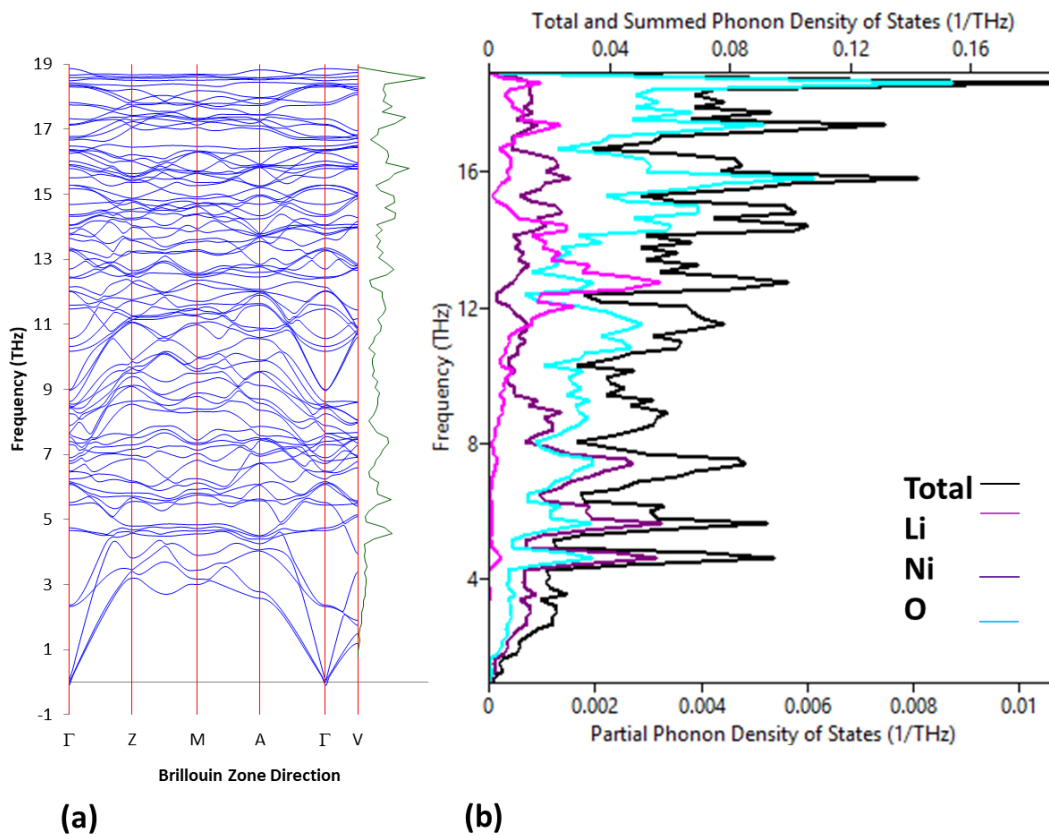 19
17
15
13
11
9
7
5
3
1
-1
Frequency (THz)
Γ Z M A Γ V
Brillouin Zone Direction
(a)
Total and Summed Phonon Density of States (1/THz)
0 0.04 0.08 0.12 0.16
16
12
8
4
Frequency (THz)
Total
Li
Ni
O
0 0.002 0.004 0.006 0.008 0.01
Partial Phonon Density of States (1/THz)
(b)